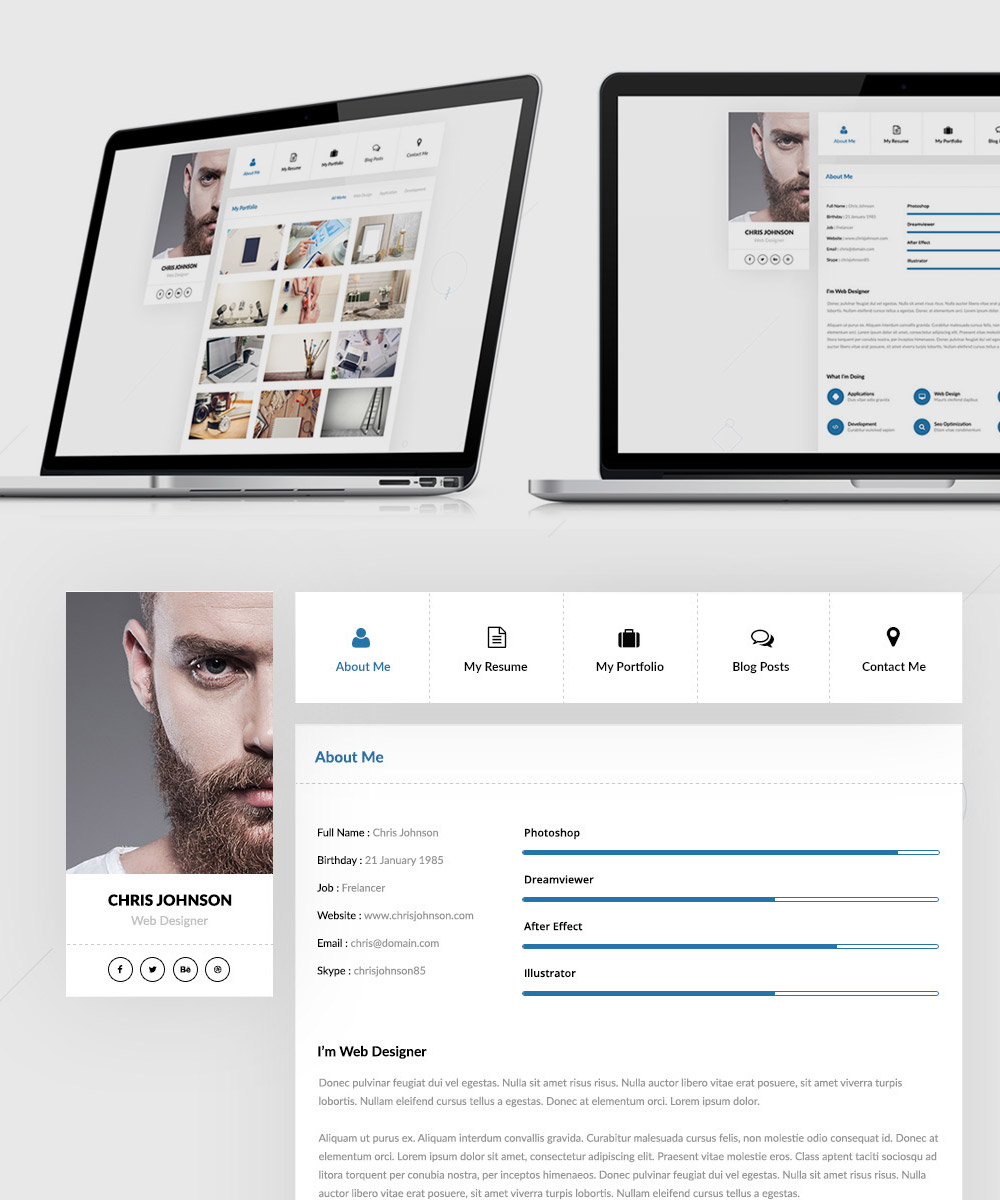 About Me
My Resume
My Portfolio
Blog Posts
Contact Me
My Portfolio
All Works
Web Design
Application
Development
CHRIS JOHNSON
Web Designer
About Me
My Resume
My Portfolio
Blog
About Me
CHRIS JOHNSON
Web Designer
Full Name : Chris Johnson
Birthday : 21 January 1985
Job : Frelancer
Website : www.chrisjohnson.com
Email : chris@domain.com
Skype : chrisjohnson85
Photoshop
Dreamviewer
After Effect
Illustrator
I'm Web Designer
What I'm Doing
Applications
Web Design
Development
Seo Optimization
About Me
My Resume
My Portfolio
Blog Posts
Contact Me
CHRIS JOHNSON
Web Designer
Bē
About Me
Full Name : Chris Johnson
Birthday : 21 January 1985
Job : Frelancer
Website : www.chrisjohnson.com
Email : chris@domain.com
Skype : chrisjohnson85
Photoshop
Dreamviewer
After Effect
Illustrator
I'm Web Designer
Donec pulvinar feugiat dui vel egestas. Nulla sit amet risus risus. Nulla auctor libero vitae erat posuere, sit amet viverra turpis
lobortis. Nullam eleifend cursus tellus a egestas. Donec at elementum orci. Lorem ipsum dolor.
Aliquam ut purus ex. Aliquam interdum convallis gravida. Curabitur malesuada cursus felis, non molestie odio consequat id. Donec at
elementum orci. Lorem ipsum dolor sit amet, consectetur adipiscing elit. Praesent vitae molestie eros. Class aptent taciti sociosqu ad
litora torquent per conubia nostra, per inceptos himenaeos. Donec pulvinar feugiat dui vel egestas. Nulla sit amet risus risus. Nulla
auctor libero vitae erat posuere, sit amet viverra turpis lobortis. Nullam eleifend cursus tellus a egestas.